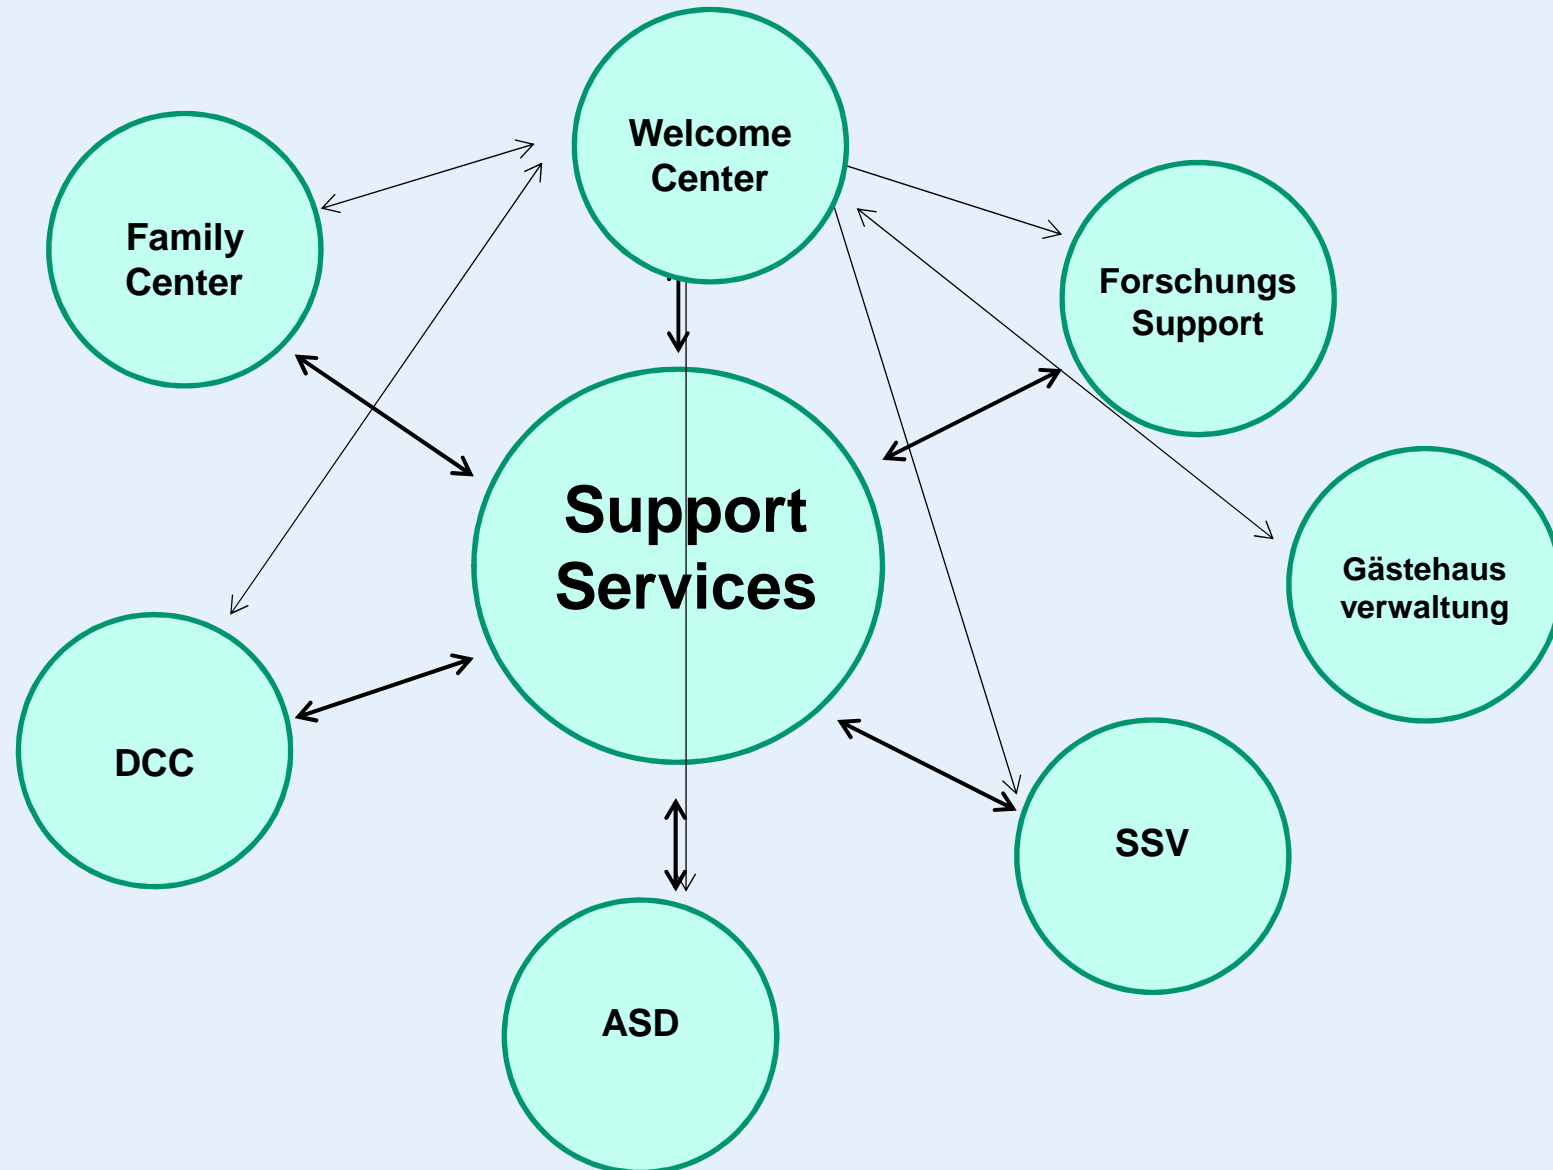 Welcome
Center
Family
Center
Forschungs
Support
Support
Services
Gästehaus
verwaltung
DCC
SSV
ASD